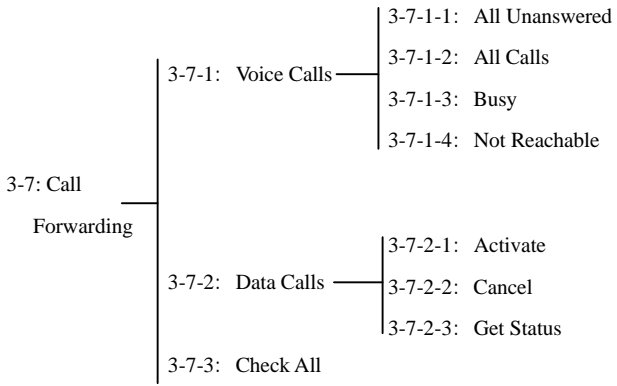 3-7: Call
Forwarding
3-7-1: Voice Calls
3-7-1-1: All Unanswered
3-7-1-2: All Calls
3-7-1-3: Busy
3-7-1-4: Not Reachable
3-7-2: Data Calls
3-7-2-1: Activate
3-7-2-2: Cancel
3-7-2-3: Get Status
3-7-3: Check All